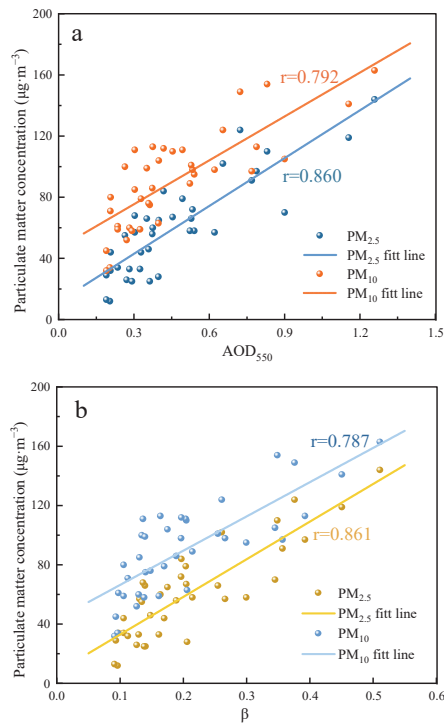 a
Particulate matter concentration (μg·m⁻³)
200
160
120
80
40
0
r=0.792
r=0.860
PM2.5
PM2.5 fitt line
PM10
PM10 fitt line
0.0 0.3 0.6 0.9 1.2 1.5
AOD550
b
Particulate matter concentration (μg·m⁻³)
200
160
120
80
40
0
r=0.787
r=0.861
PM2.5
PM2.5 fitt line
PM10
PM10 fitt line
0.0 0.1 0.2 0.3 0.4 0.5 0.6
β